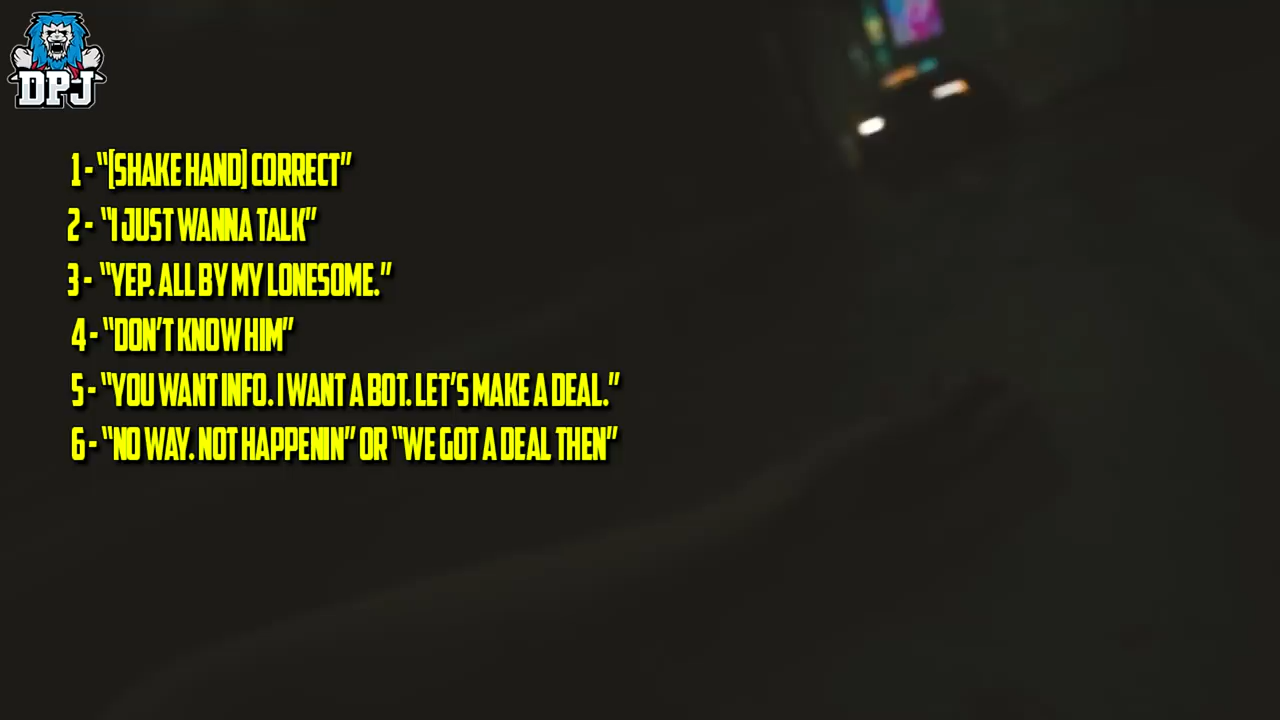 DPJ
1 - “[SHAKE HAND] CORRECT”
2 - “I JUST WANNA TALK”
3 - “YEP. ALL BY MY LONESOME.”
4 - “DON’T KNOW HIM”
5 - “YOU WANT INFO. I WANT A BOT. LET’S MAKE A DEAL.”
6 - “NO WAY. NOT HAPPENIN” OR “WE GOT A DEAL THEN”